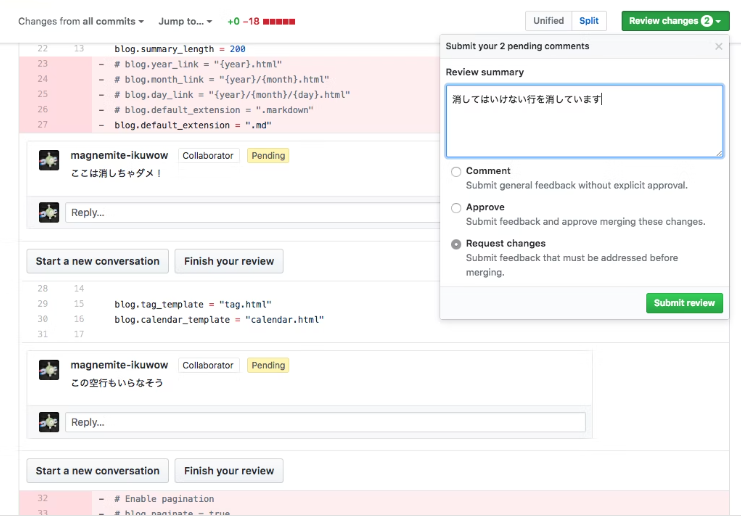 Changes from all commits Jump to... +0 −18
Unified Split Review changes 2
Submit your 2 pending comments
Review summary
消してはいけない行を消しています
Comment
Submit general feedback without explicit approval.
Approve
Submit feedback and approve merging these changes.
Request changes
Submit feedback that must be addressed before
merging.
Submit review
22 13 blog.summary_length = 200
23 - # blog.year_link = "{year}.html"
24 - # blog.month_link = "{year}/{month}.html"
25 - # blog.day_link = "{year}/{month}/{day}.html"
26 - # blog.default_extension = ".markdown"
27 - blog.default_extension = ".md"
magnemite-ikuwow Collaborator Pending
ここは消しちゃダメ！
Reply...
Start a new conversation Finish your review
28 14
29 15 blog.tag_template = "tag.html"
30 16 blog.calendar_template = "calendar.html"
31 17
magnemite-ikuwow Collaborator Pending
この空行もいらなそう
Reply...
Start a new conversation Finish your review
32 - # Enable pagination
33 - # blog.paginate = true